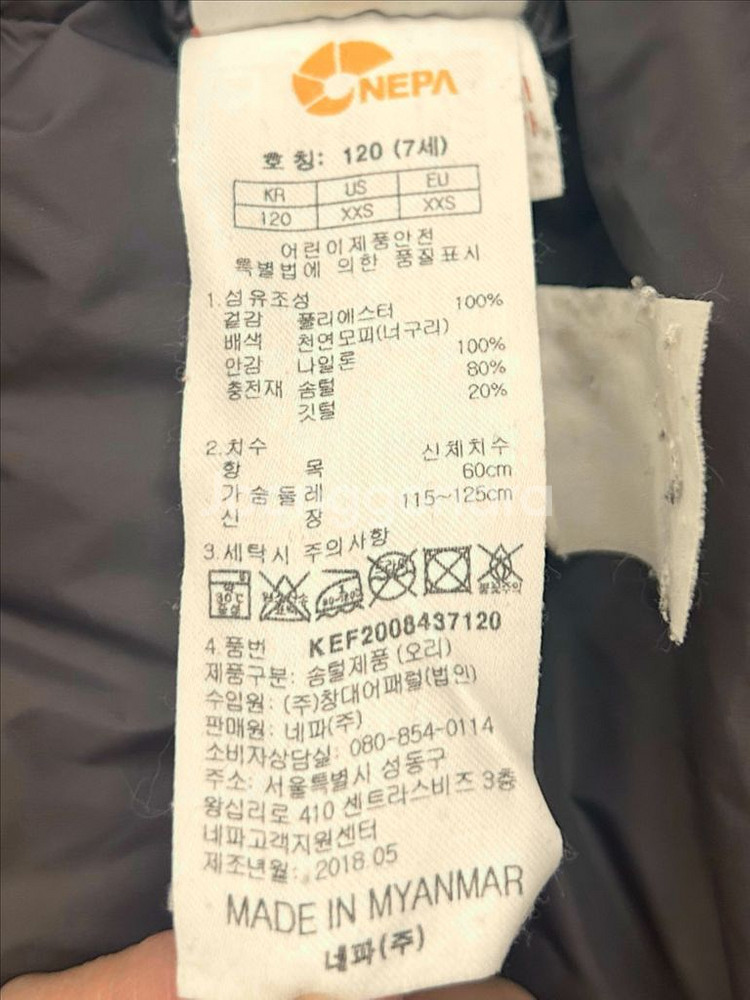 NEPA
호 칭: 120 (7세)
KR US EU
120 XXS XXS
어린이제품안전
특별법에 의한 품질표시
1.섬유조성
겉감 폴리에스터 100%
배색 천연모피(너구리)
안감 나일론 100%
충전재 솜털 80%
깃털 20%
2.치수 신체치수
항 목
가 슴 둘 레 60cm
신 장 115~125cm
3.세탁시 주의사항
4.품번 KEF2008437120
제품구분: 솜털제품 (오리)
수입원: (주)창대어패럴(법인)
판매원: 네파(주)
소비자상담실: 080-854-0114
주소: 서울특별시 성동구
왕십리로 410 센트라스비즈 3층
네파고객지원센터
제조년월: 2018.05
MADE IN MYANMAR
네파(주)